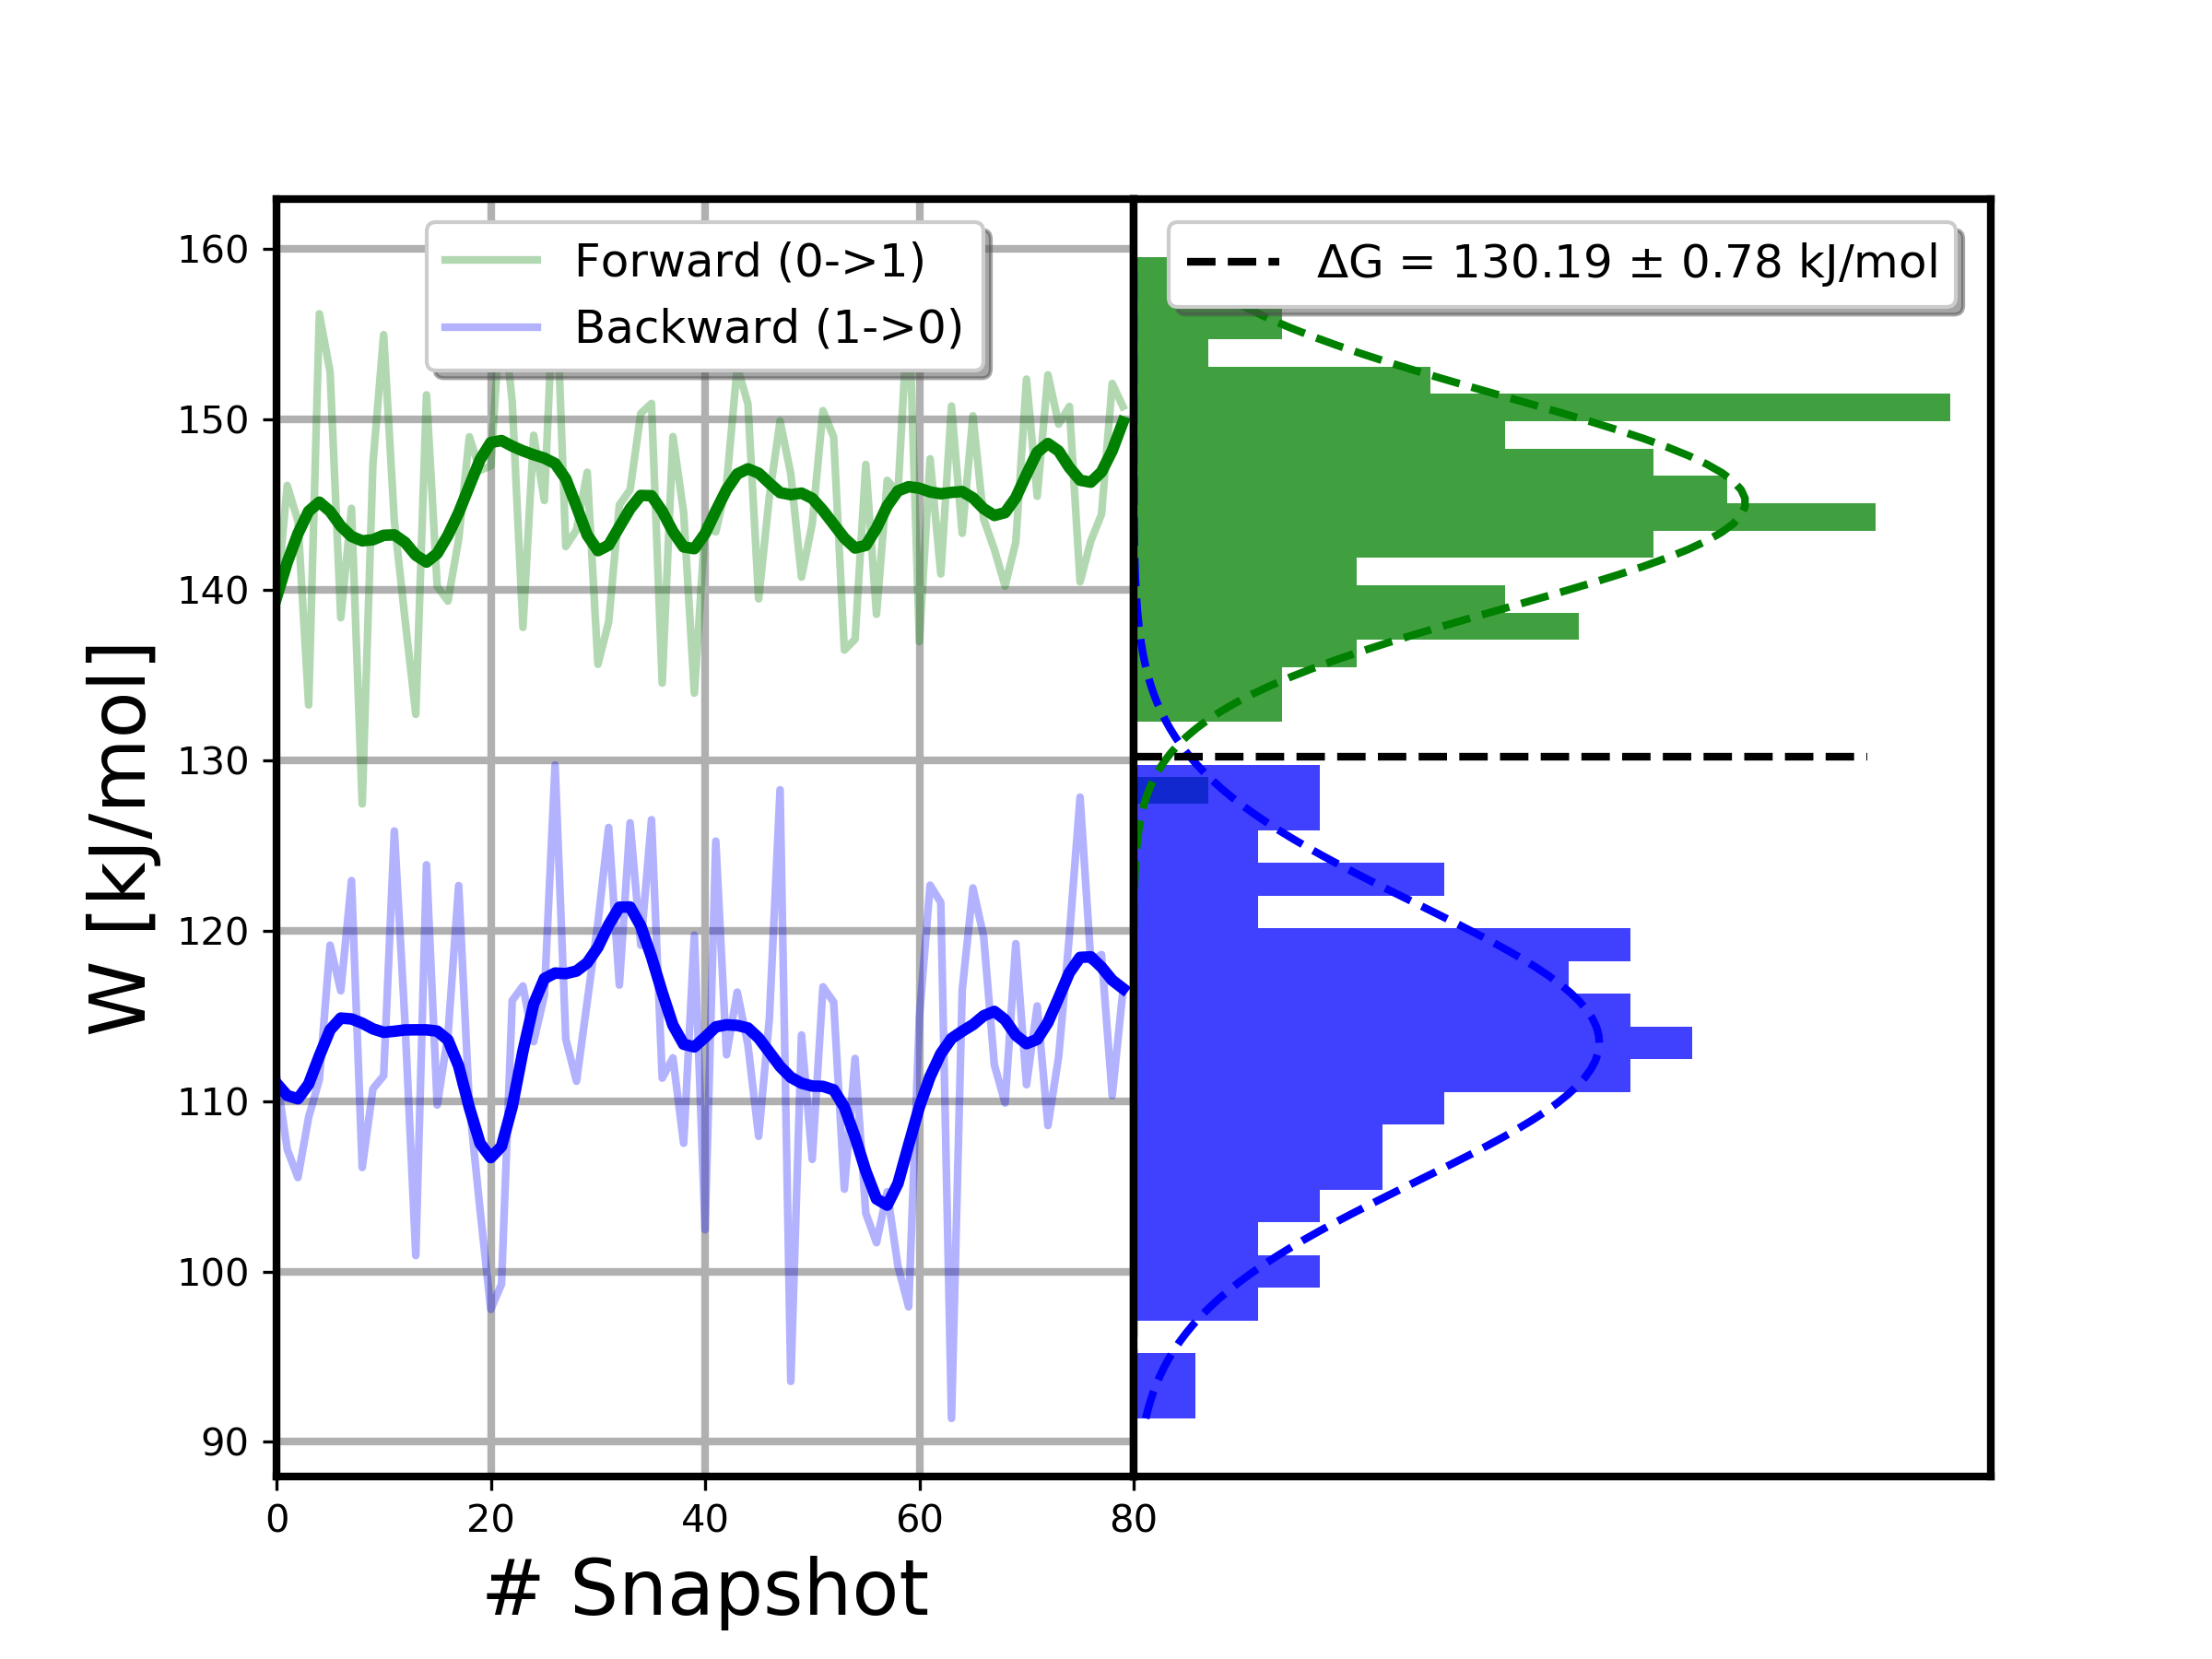 Forward (0->1)
Backward (1->0)
ΔG = 130.19 ± 0.78 kJ/mol
W [kJ/mol]
160
150
140
130
120
110
100
90
0 20 40 60 80
# Snapshot